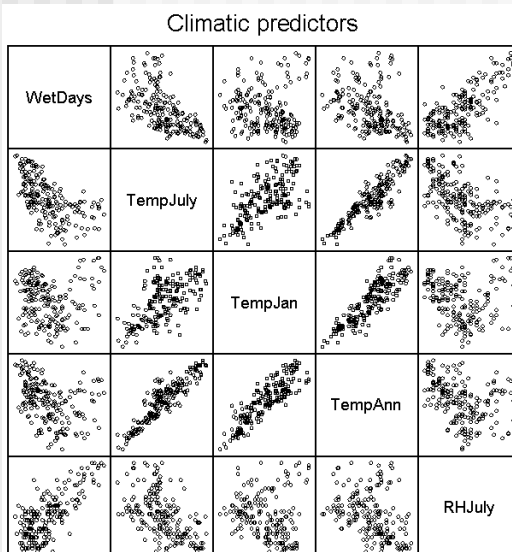 Climatic predictors
WetDays
TempJuly
TempJan
TempAnn
RHJuly